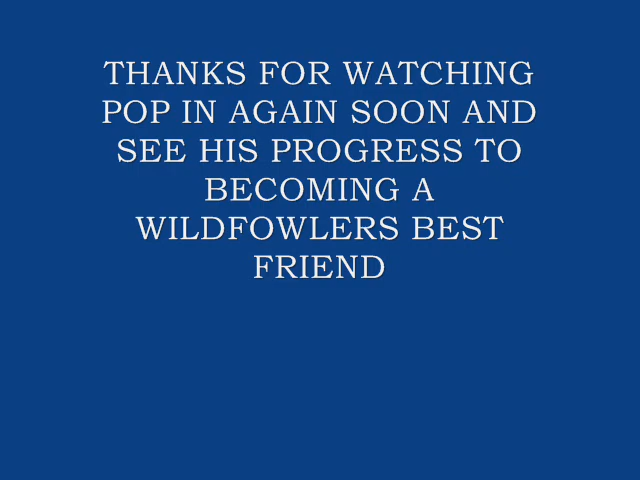 THANKS FOR WATCHING
POP IN AGAIN SOON AND
SEE HIS PROGRESS TO
BECOMING A
WILDFOWLERS BEST
FRIEND